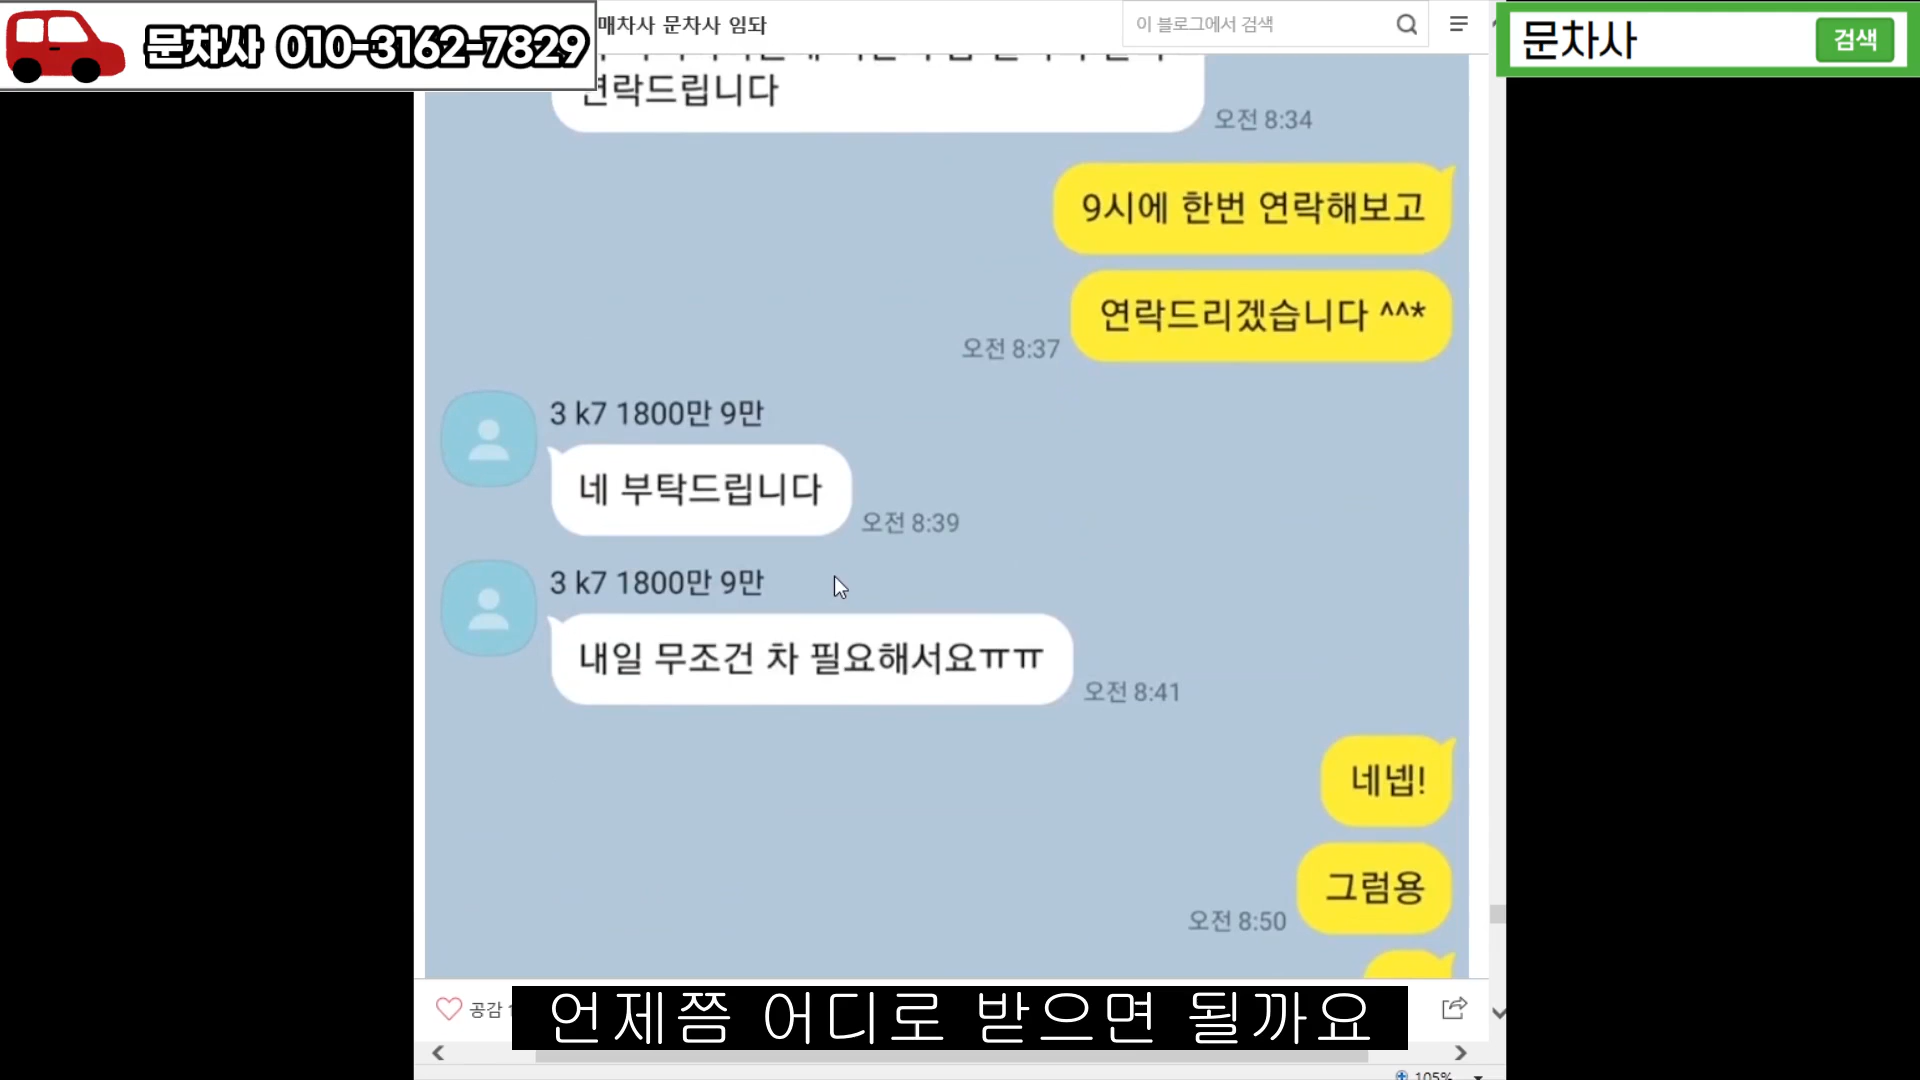 문차사 010-3162-7829
매차사 문차사 임돠
이 블로그에서 검색
문차사
검색
연락드립니다
오전 8:34
9시에 한번 연락해보고
연락드리겠습니다 ^^*
오전 8:37
3 k7 1800만 9만
네 부탁드립니다
오전 8:39
3 k7 1800만 9만
내일 무조건 차 필요해서요ㅠㅠ
오전 8:41
네넵!
그럼용
오전 8:50
공감
언제쯤 어디로 받으면 될까요
105%